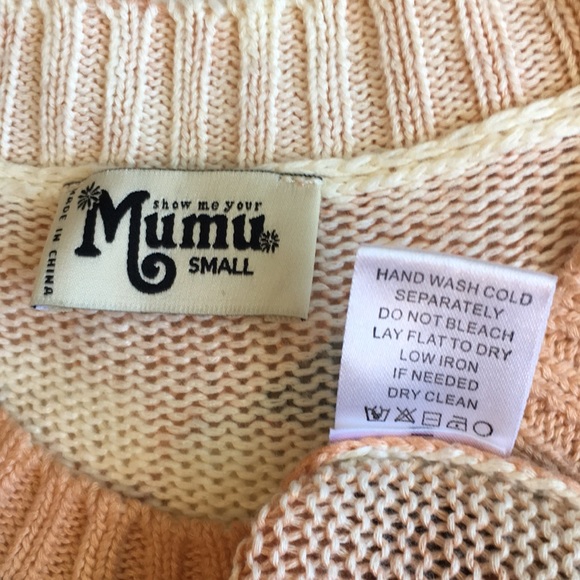 show me your
Mumu
SMALL
MADE IN CHINA
HAND WASH COLD
SEPARATELY
DO NOT BLEACH
LAY FLAT TO DRY
LOW IRON
IF NEEDED
DRY CLEAN